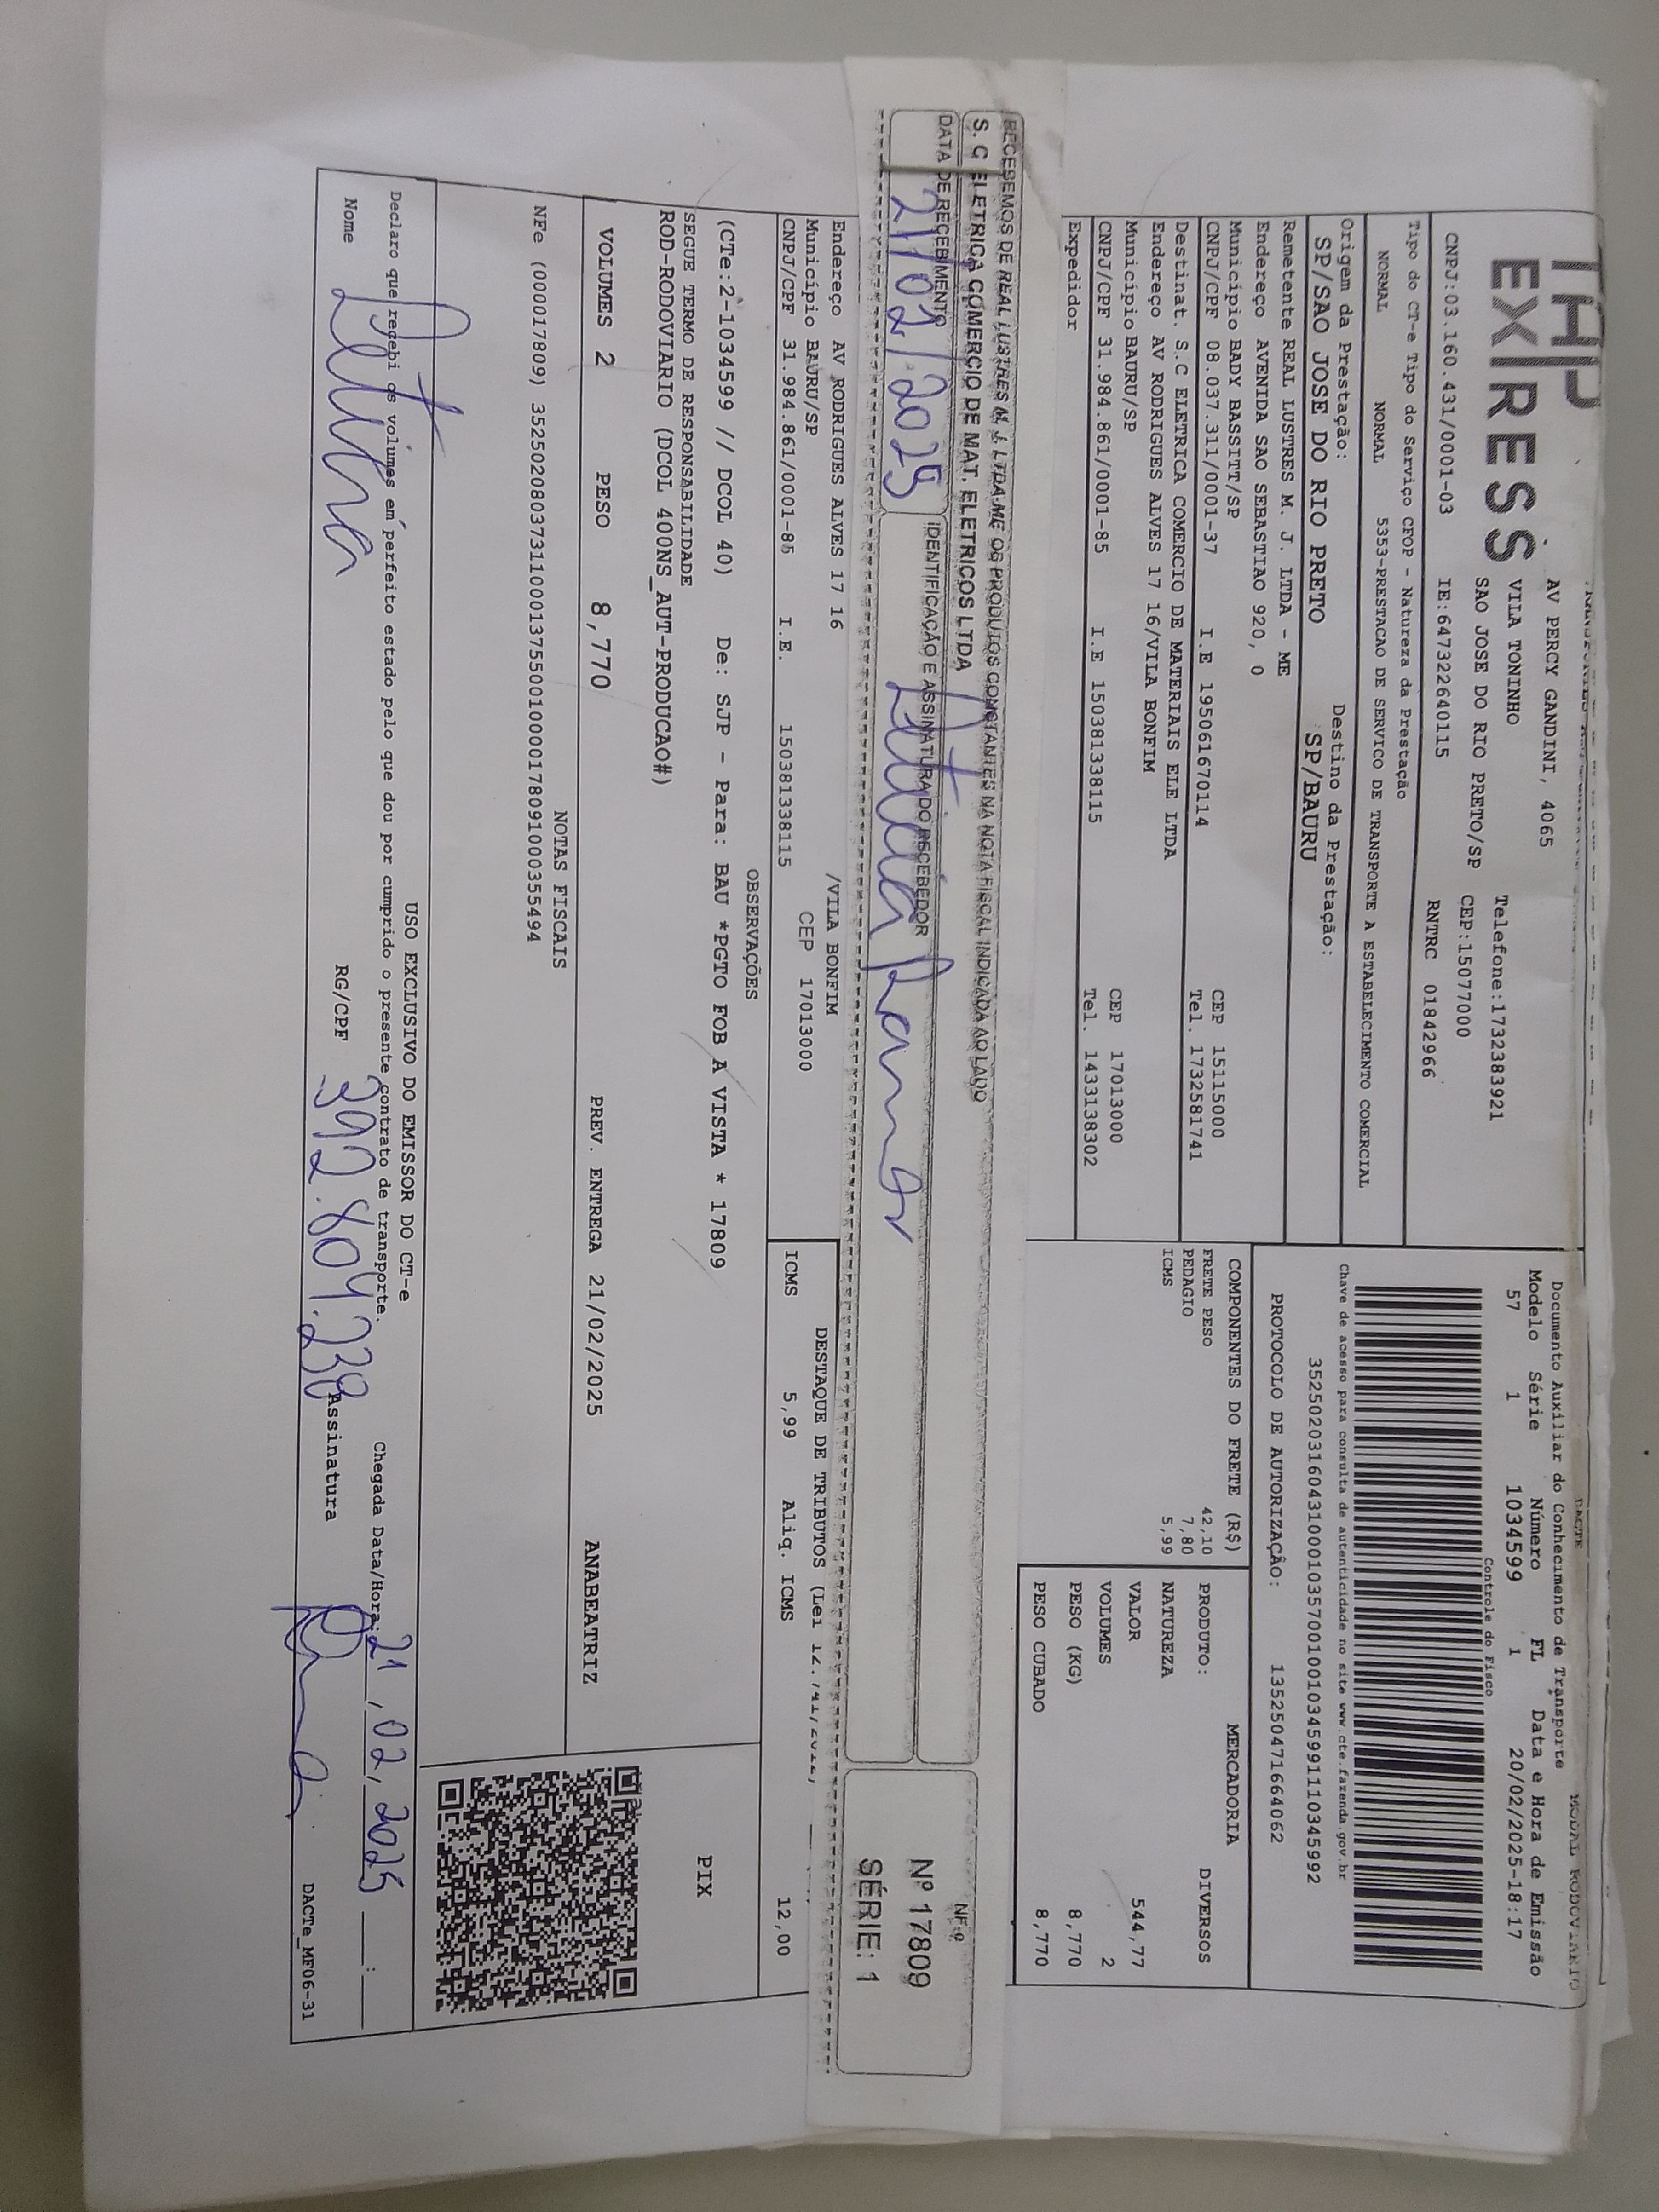 THP
EXPRESS
AV PERCY GANDINI, 4065
VILA TONINHO
SAO JOSE DO RIO PRETO/SP
Telefone:1732383921
CEP:15077000
CNPJ:03.160.431/0001-03 IE:647322640115 RNTRC 01842966
Tipo do CT-e Tipo do Serviço CFOP - Natureza da Prestação
NORMAL NORMAL 5353-PRESTACAO DE SERVICO DE TRANSPORTE A ESTABELECIMENTO COMERCIAL
Origem da Prestação: Destino da Prestação:
SP/SAO JOSE DO RIO PRETO SP/BAURU
Remetente REAL LUSTRES M. J. LTDA - ME
Endereço AVENIDA SAO SEBASTIAO 920, 0
Município BADY BASSITT/SP CEP 15115000
CNPJ/CPF 08.037.311/0001-37 I.E 195061670114 Tel. 1732581741
Destinat. S.C ELETRICA COMERCIO DE MATERIAIS ELE LTDA
Endereço AV RODRIGUES ALVES 17 16/VILA BONFIM
Município BAURU/SP CEP 17013000
CNPJ/CPF 31.984.861/0001-85 I.E 150381338115 Tel. 1433138302
Expedidor
DACTE
MODAL RODOVIARIO
Documento Auxiliar do Conhecimento de Transporte
Modelo Série Número FL Data e Hora de Emissão
57 1 1034599 1 20/02/2025-18:17
Controle do Fisco
Chave de acesso para consulta de autenticidade no site www.cte.fazenda.gov.br
35250203160431000103570010010345991110345992
PROTOCOLO DE AUTORIZAÇÃO: 135250471664062
COMPONENTES DO FRETE (R$)
FRETE PESO 42,10
PEDAGIO 7,80
ICMS 5,99
MERCADORIA
PRODUTO: DIVERSOS
NATUREZA
VALOR 544,77
VOLUMES 2
PESO (KG) 8,770
PESO CUBADO 8,770
RECEBEMOS DE REAL LUSTRES M. J. LTDA-ME OS PRODUTOS CONSTANTES NA NOTA FISCAL INDICADA AO LADO
S. C ELETRICA COMERCIO DE MAT. ELETRICOS LTDA
DATA DE RECEBIMENTO IDENTIFICAÇÃO E ASSINATURA DO RECEBEDOR
21/02/2025
NF-e
Nº 17809
SÉRIE: 1
Endereço AV RODRIGUES ALVES 17 16 /VILA BONFIM
Município BAURU/SP CEP 17013000
CNPJ/CPF 31.984.861/0001-85 I.E. 150381338115
DESTAQUE DE TRIBUTOS (Lei 12.741/2012)
ICMS 5,99 Aliq. ICMS 12,00
OBSERVAÇÕES
(CTe:2-1034599 // DCOL 40) De: SJP - Para: BAU *PGTO FOB A VISTA * 17809
SEGUE TERMO DE RESPONSABILIDADE
ROD-RODOVIARIO (DCOL 400NS_AUT-PRODUCAO#)
PIX
VOLUMES 2 PESO 8,770 PREV. ENTREGA 21/02/2025 ANABEATRIZ
NOTAS FISCAIS
NFe (000017809) 35250208037311000137550010000178091000355494
USO EXCLUSIVO DO EMISSOR DO CT-e
Declaro que recebi os volumes em perfeito estado pelo que dou por cumprido o presente contrato de transporte. Chegada Data/Hora: 21,02,2025 __:__
Nome RG/CPF 392.804.238 Assinatura
DACTe_MF06-31